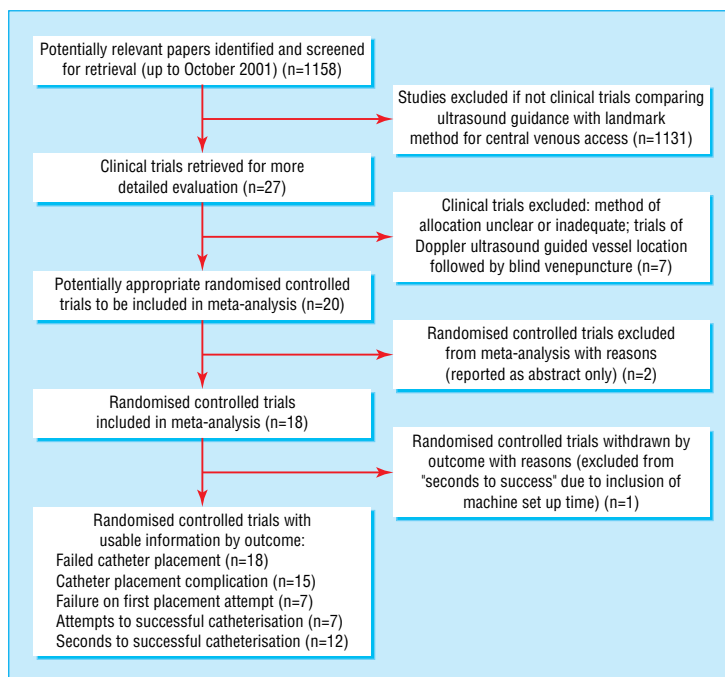 Potentially relevant papers identified and screened
for retrieval (up to October 2001) (n=1158)
Studies excluded if not clinical trials comparing
ultrasound guidance with landmark
method for central venous access (n=1131)
Clinical trials retrieved for more
detailed evaluation (n=27)
Clinical trials excluded: method of
allocation unclear or inadequate; trials of
Doppler ultrasound guided vessel location
followed by blind venepuncture (n=7)
Potentially appropriate randomised controlled
trials to be included in meta-analysis (n=20)
Randomised controlled trials excluded
from meta-analysis with reasons
(reported as abstract only) (n=2)
Randomised controlled trials
included in meta-analysis (n=18)
Randomised controlled trials withdrawn by
outcome with reasons (excluded from
"seconds to success" due to inclusion of
machine set up time) (n=1)
Randomised controlled trials with
usable information by outcome:
Failed catheter placement (n=18)
Catheter placement complication (n=15)
Failure on first placement attempt (n=7)
Attempts to successful catheterisation (n=7)
Seconds to successful catheterisation (n=12)